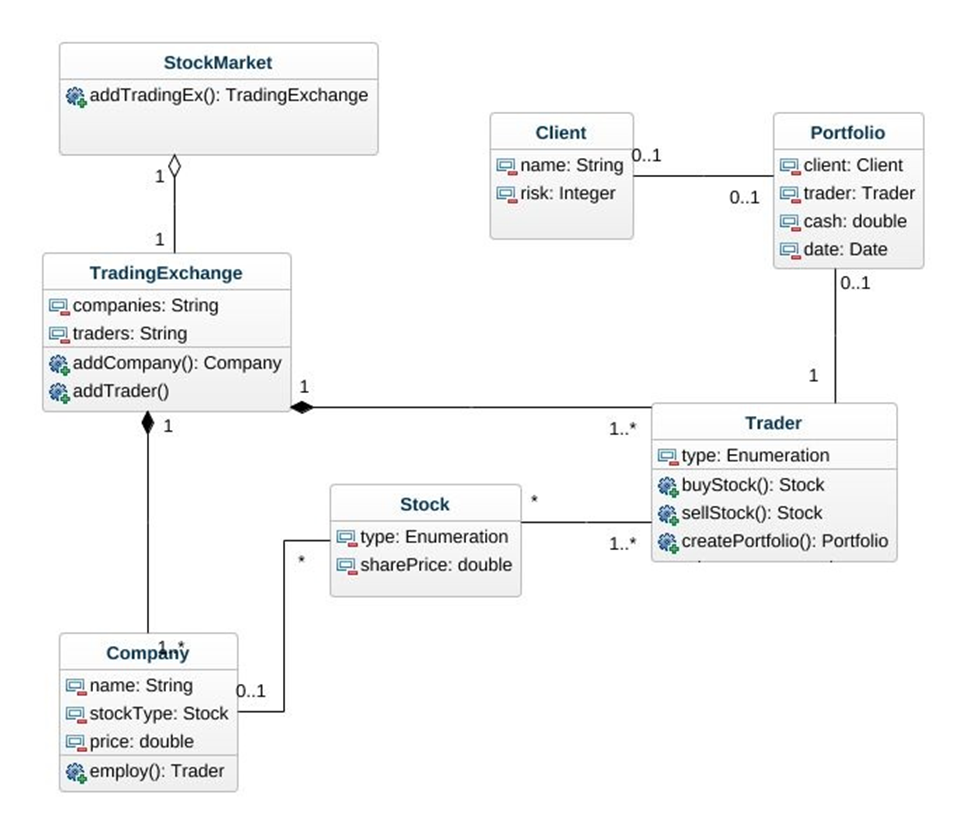 StockMarket
addTradingEx(): TradingExchange
1
1
TradingExchange
companies: String
traders: String
addCompany(): Company
addTrader()
1
1
Client
name: String
risk: Integer
0..1
0..1
Portfolio
client: Client
trader: Trader
cash: double
date: Date
0..1
1
1..*
Trader
type: Enumeration
buyStock(): Stock
sellStock(): Stock
createPortfolio(): Portfolio
*
1..*
Stock
type: Enumeration
sharePrice: double
*
1..*
Company
name: String
stockType: Stock
price: double
employ(): Trader
0..1